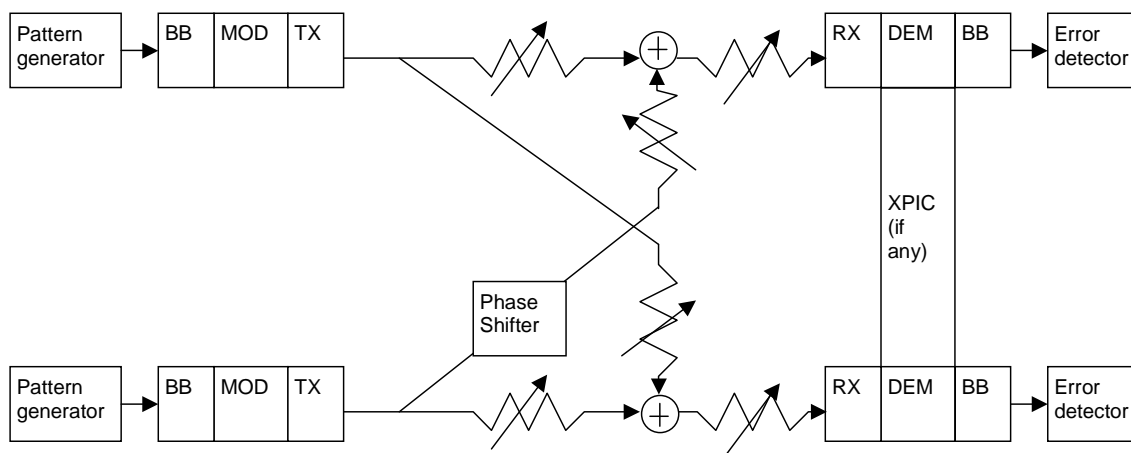 Pattern
generator
BB MOD TX
RX DEM BB
Error
detector
XPIC
(if
any)
Phase
Shifter
Pattern
generator
BB MOD TX
RX DEM BB
Error
detector